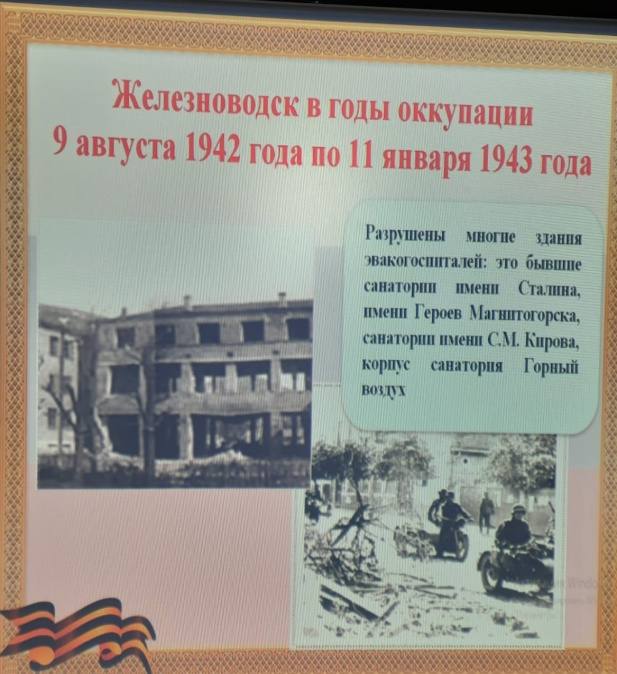 Железноводск в годы оккупации
9 августа 1942 года по 11 января 1943 года
Разрушены многие здания
эвакогоспиталей: это бывшие
санатории имени Сталина,
имени Героев Магнитогорска,
санатории имени С.М. Кирова,
корпус санатория Горный
воздух